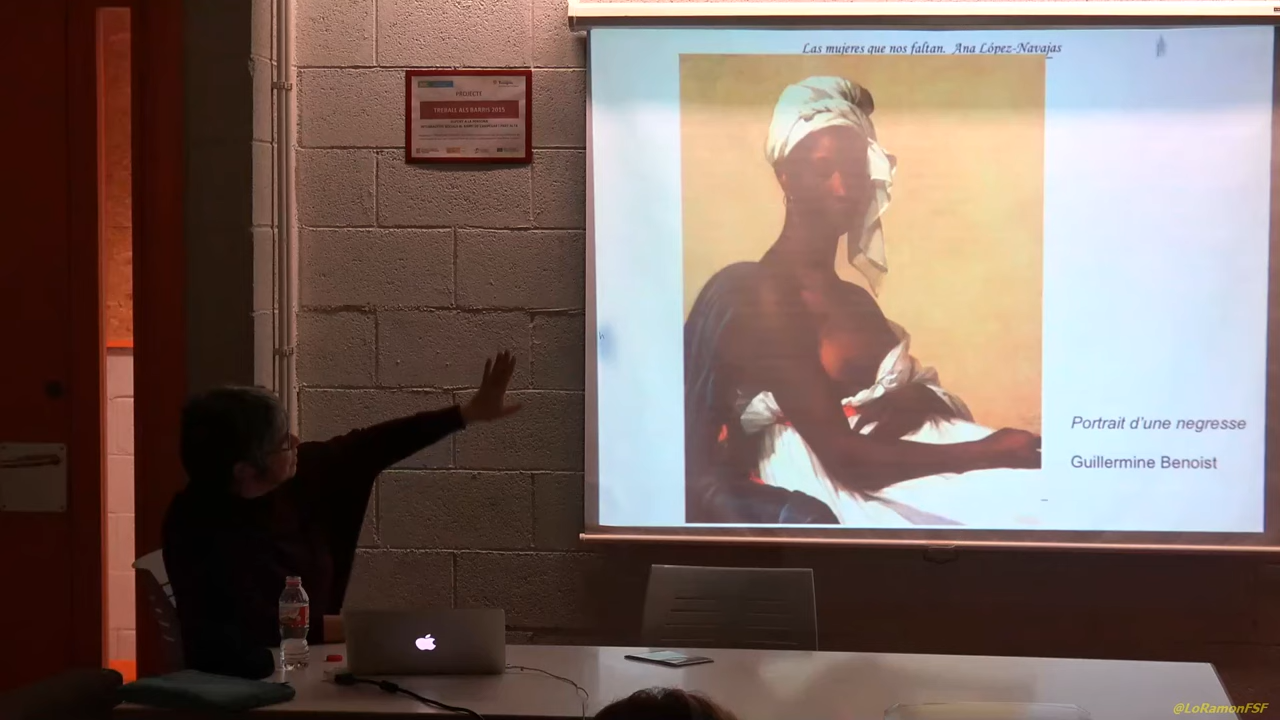 Las mujeres que nos faltan. Ana López-Navajas
PROJECTE
TREBALL ALS BARRIS 2015
Portrait d'une negresse
Guillermine Benoist
@LoRamonFSF